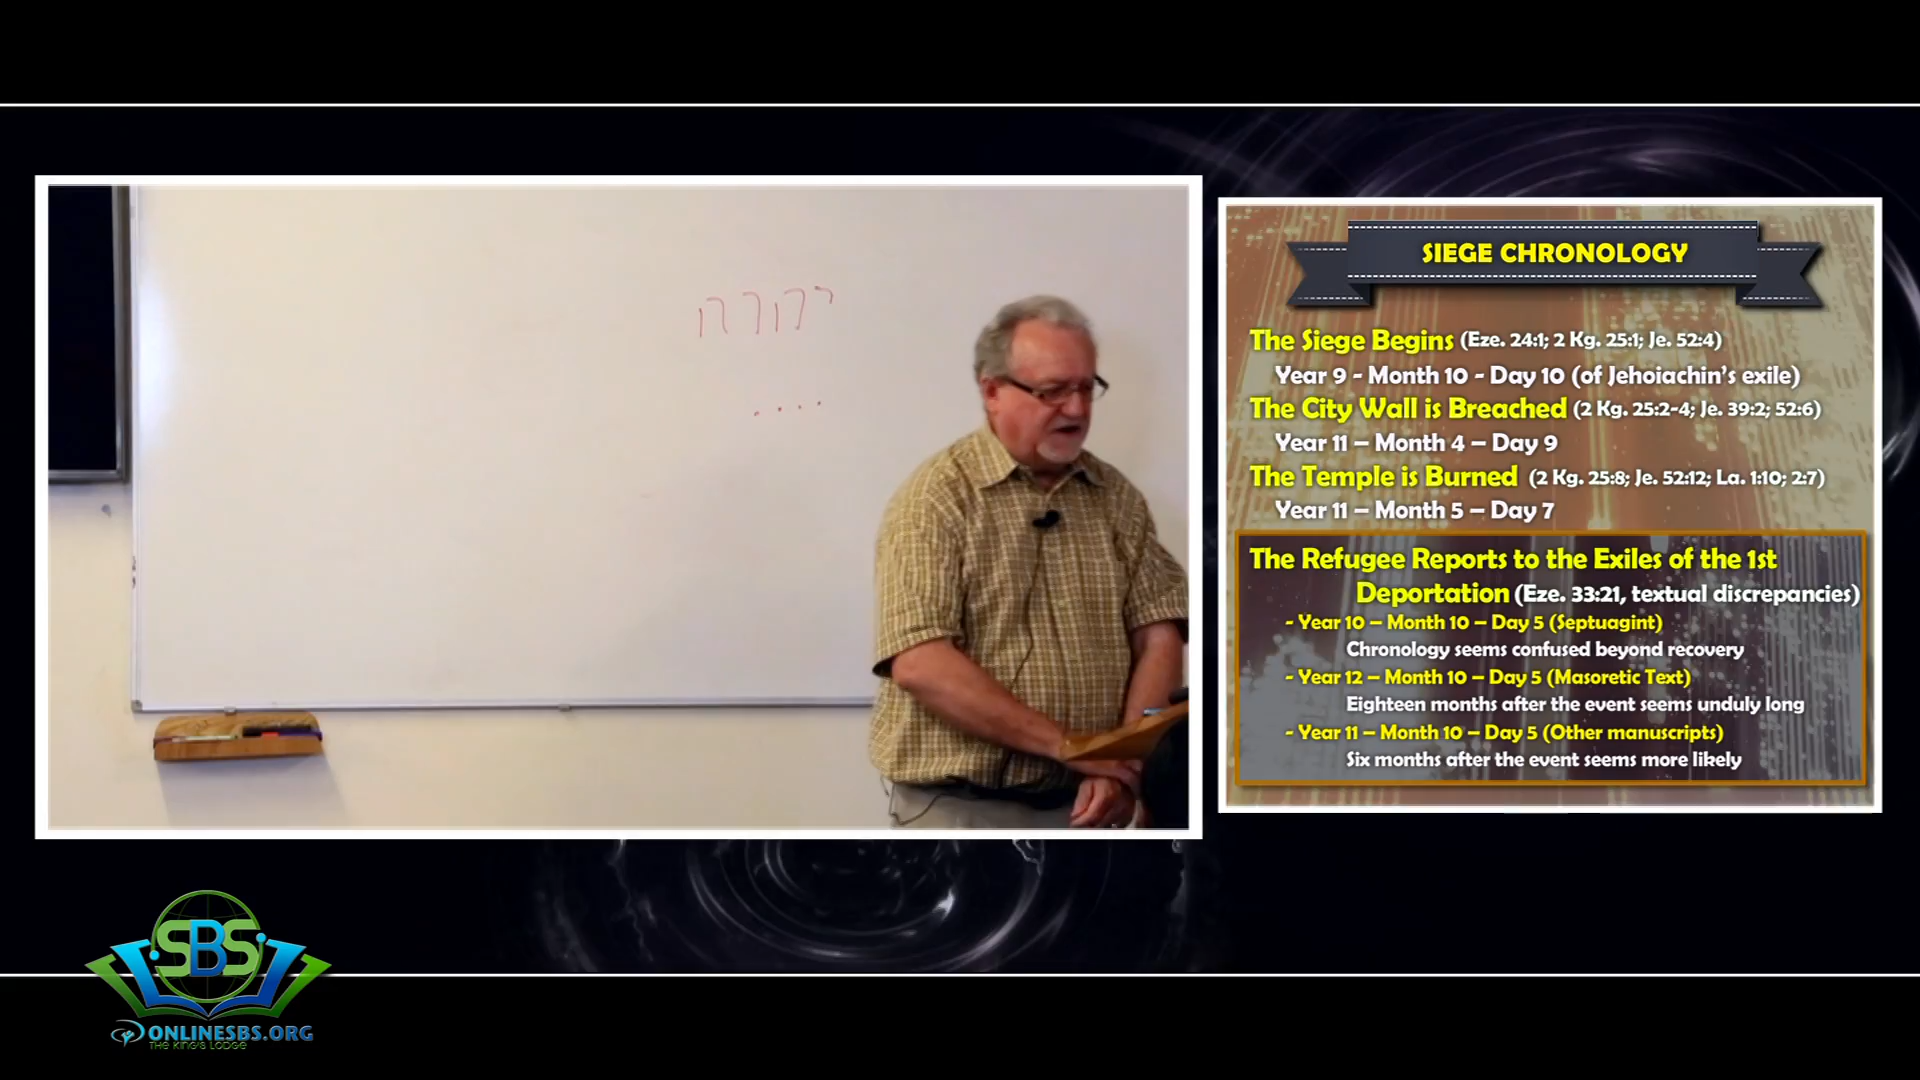 יהוה
....
SIEGE CHRONOLOGY
The Siege Begins (Eze. 24:1; 2 Kg. 25:1; Je. 52:4)
Year 9 - Month 10 - Day 10 (of Jehoiachin's exile)
The City Wall is Breached (2 Kg. 25:2-4; Je. 39:2; 52:6)
Year 11 – Month 4 – Day 9
The Temple is Burned (2 Kg. 25:8; Je. 52:12; La. 1:10; 2:7)
Year 11 – Month 5 – Day 7
The Refugee Reports to the Exiles of the 1st
Deportation (Eze. 33:21, textual discrepancies)
- Year 10 – Month 10 – Day 5 (Septuagint)
Chronology seems confused beyond recovery
- Year 12 – Month 10 – Day 5 (Masoretic Text)
Eighteen months after the event seems unduly long
- Year 11 – Month 10 – Day 5 (Other manuscripts)
Six months after the event seems more likely
SBS
ONLINESBS.ORG
THE KING'S LODGE